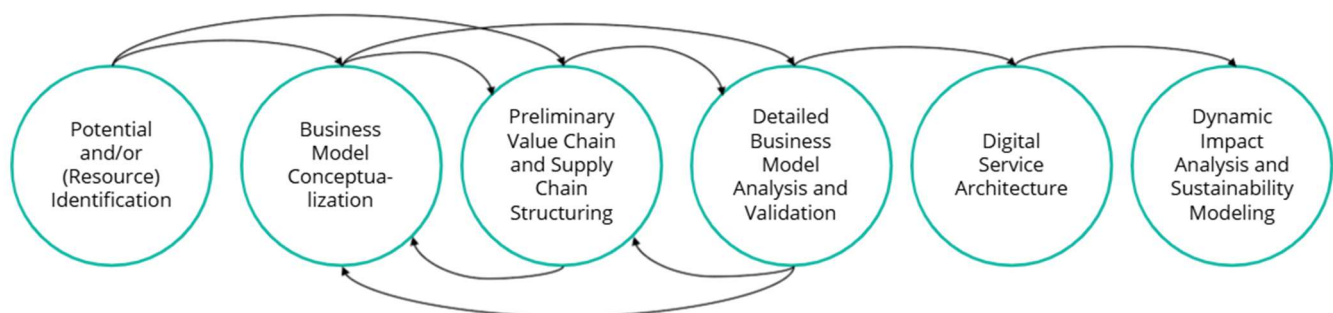 Potential
and/or
(Resource)
Identification
Business
Model
Conceptua-
lization
Preliminary
Value Chain
and Supply
Chain
Structuring
Detailed
Business
Model
Analysis and
Validation
Digital
Service
Architecture
Dynamic
Impact
Analysis and
Sustainability
Modeling